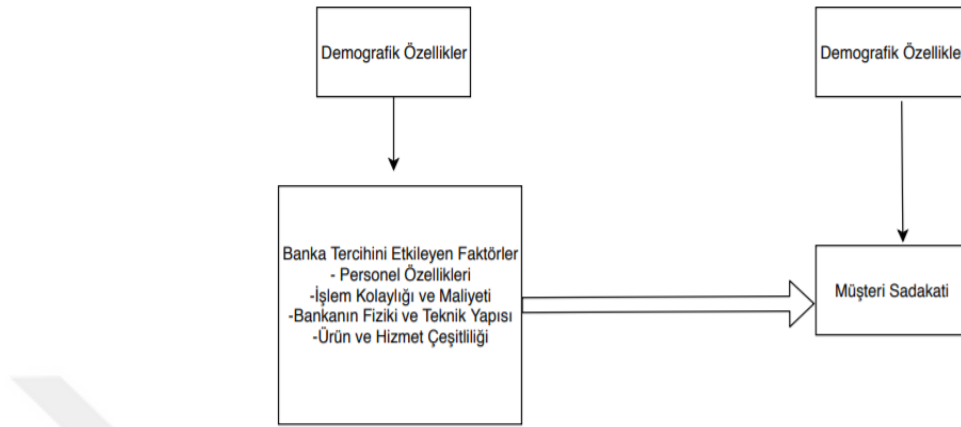 Demografik Özellikler
Demografik Özellikle
Banka Tercihini Etkileyen Faktörler
- Personel Özellikleri
-İşlem Kolaylığı ve Maliyeti
-Bankanın Fiziki ve Teknik Yapısı
-Ürün ve Hizmet Çeşitliliği
Müşteri Sadakati